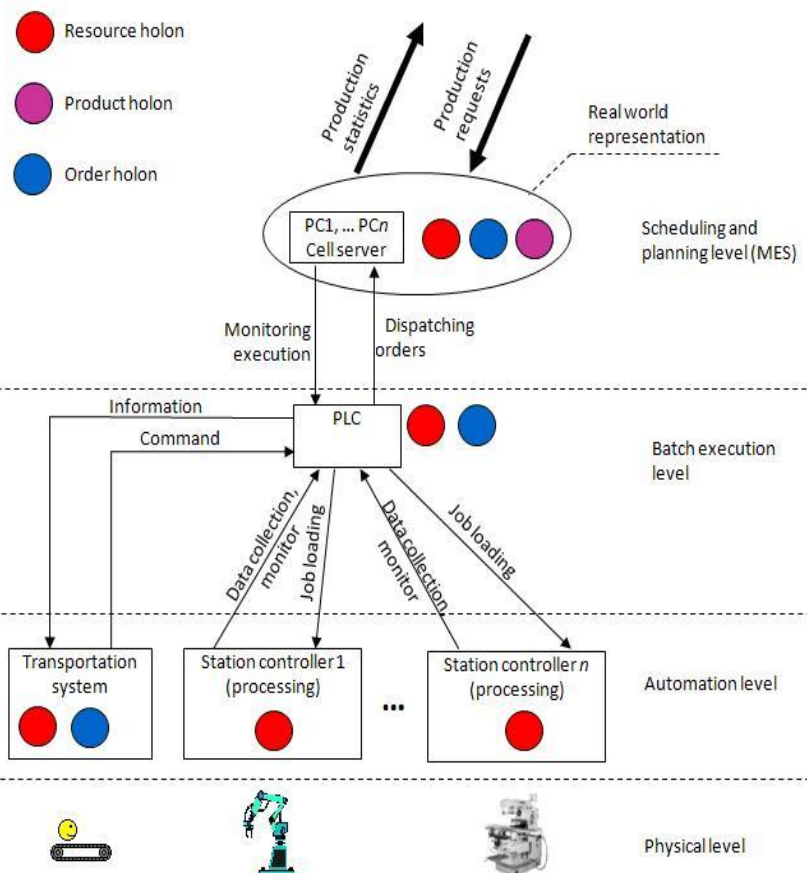 Resource holon
Product holon
Order holon
Production
statistics
Production
requests
Real world
representation
PC1, ... PCn
Cell server
Scheduling and
planning level (MES)
Monitoring
execution
Dispatching
orders
Information
Command
PLC
Batch execution
level
Data collection,
monitor
Job loading
Data collection
monitor
Job loading
Transportation
system
Station controller 1
(processing)
...
Station controller n
(processing)
Automation level
Physical level